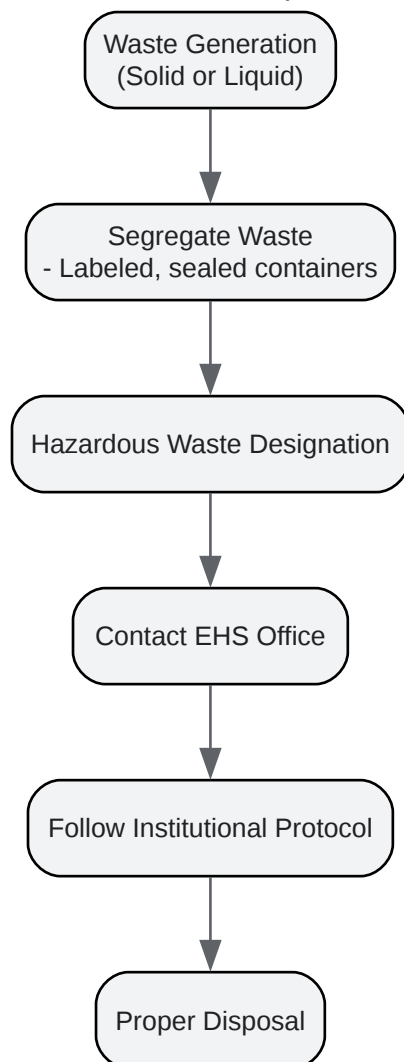 Waste Generation
(Solid or Liquid)
Segregate Waste
- Labeled, sealed containers
Hazardous Waste Designation
Contact EHS Office
Follow Institutional Protocol
Proper Disposal